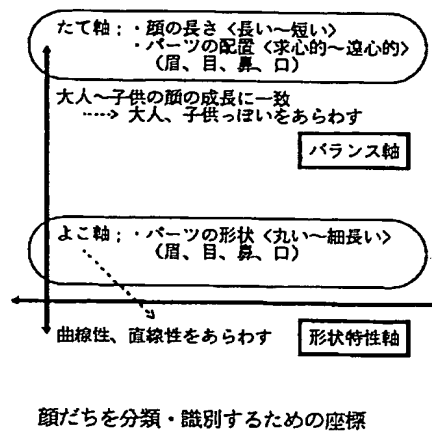 たて軸；・顔の長さ〈長い〜短い〉
・パーツの配置〈求心的〜遠心的〉
（眉、目、鼻、口）
大人〜子供の顔の成長に一致
大人、子供っぽいをあらわす
バランス軸
よこ軸；・パーツの形状〈丸い〜細長い〉
（眉、目、鼻、口）
曲線性、直線性をあらわす
形状特性軸
顔だちを分類・識別するための座標